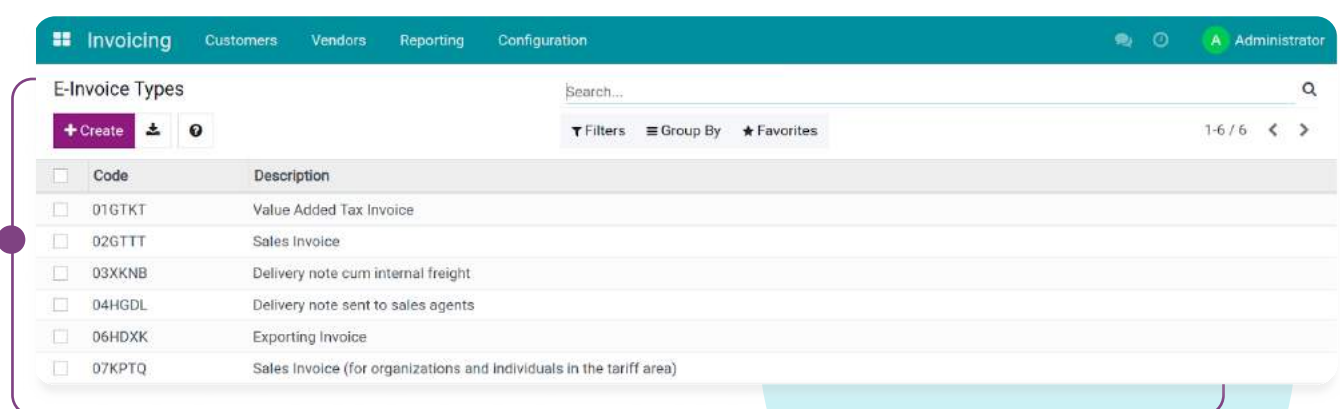 Invoicing Customers Vendors Reporting Configuration A Administrator
E-Invoice Types Search...
+ Create ? Filters Group By ★ Favorites 1-6 / 6 < >
Code Description
01GTKT Value Added Tax Invoice
02GTTT Sales Invoice
03XKNB Delivery note cum internal freight
04HGDL Delivery note sent to sales agents
06HDXK Exporting Invoice
07KPTQ Sales Invoice (for organizations and individuals in the tariff area)